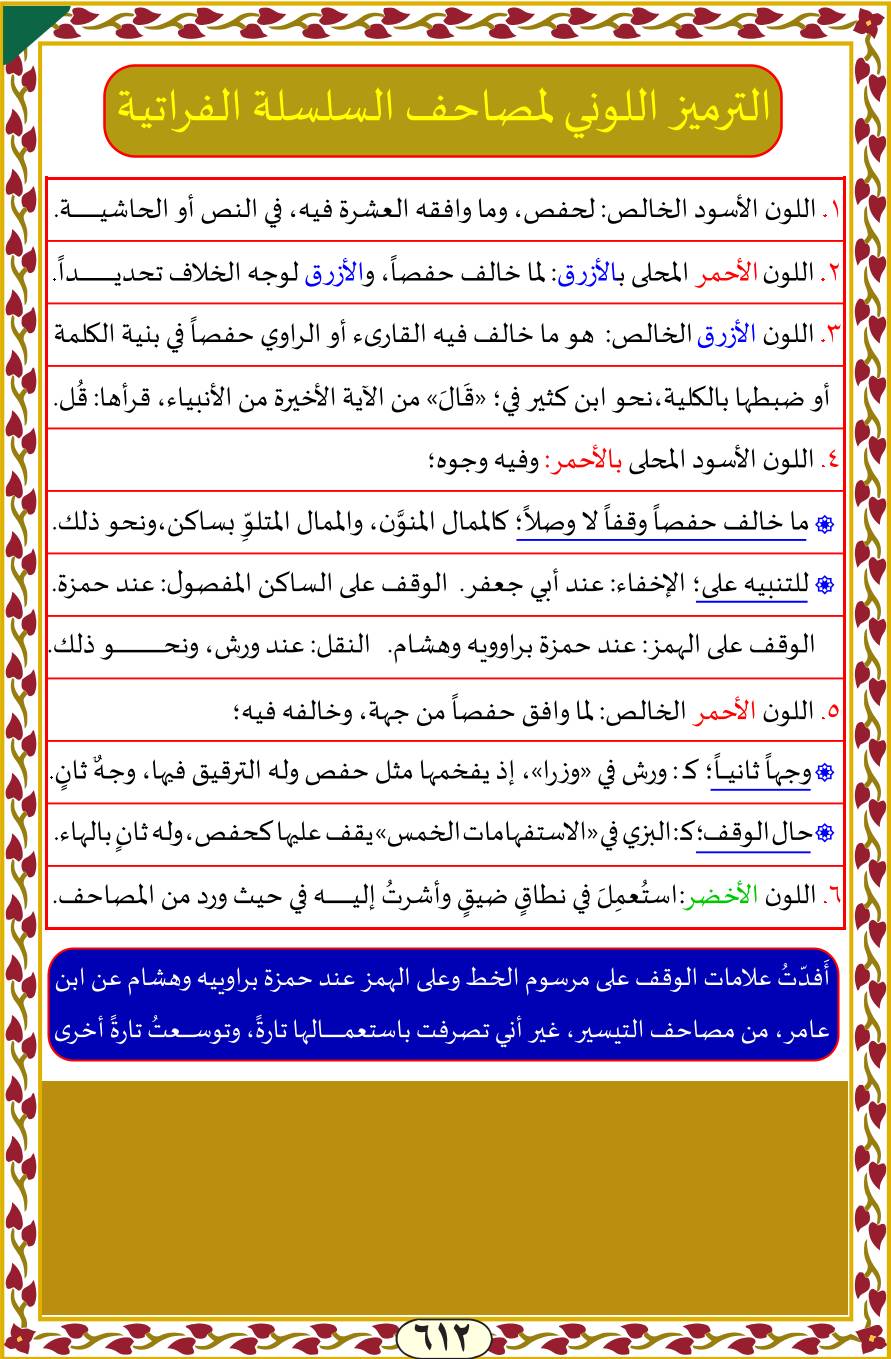 الترميز اللوني لمصاحف السلسلة الفراتية
١. اللون الأسود الخالص: لحفص، وما وافقه العشرة فيه، في النص أو الحاشيـــة.
٢. اللون الأحمر المحلى بالأزرق: لما خالف حفصاً، والأزرق لوجه الخلاف تحديـــداً.
٣. اللون الأزرق الخالص: هو ما خالف فيه القارىء أو الراوي حفصاً في بنية الكلمة
أو ضبطها بالكلية،نحو ابن كثير في؛ «قَالَ» من الآية الأخيرة من الأنبياء، قرأها: قُل.
٤. اللون الأسود المحلى بالأحمر: وفيه وجوه؛
۞ ما خالف حفصاً وقفاً لا وصلاً؛ كالممال المنوَّن، والممال المتلوِّ بساكن،ونحو ذلك.
۞ للتنبيه على؛ الإخفاء: عند أبي جعفر. الوقف على الساكن المفصول: عند حمزة.
الوقف على الهمز: عند حمزة براوويه وهشام. النقل: عند ورش، ونحـــو ذلك.
٥. اللون الأحمر الخالص: لما وافق حفصاً من جهة، وخالفه فيه؛
۞ وجهاً ثانيـاً؛ كـ: ورش في «وزرا»، إذ يفخمها مثل حفص وله الترقيق فيها، وجهٌ ثانٍ.
۞ حال الوقف؛كـ: البزي في «الاستفهامات الخمس» يقف عليها كحفص، وله ثانٍ بالهاء.
٦. اللون الأخضر:استُعمِلَ في نطاقٍ ضيقٍ وأشرتُ إليـــه في حيث ورد من المصاحف.
أَفدّتُ علامات الوقف على مرسوم الخط وعلى الهمز عند حمزة براوييه وهشام عن ابن
عامر، من مصاحف التيسير، غير أني تصرفت باستعمـــالها تارةً، وتوســعتُ تارةً أخرى
٦١٢